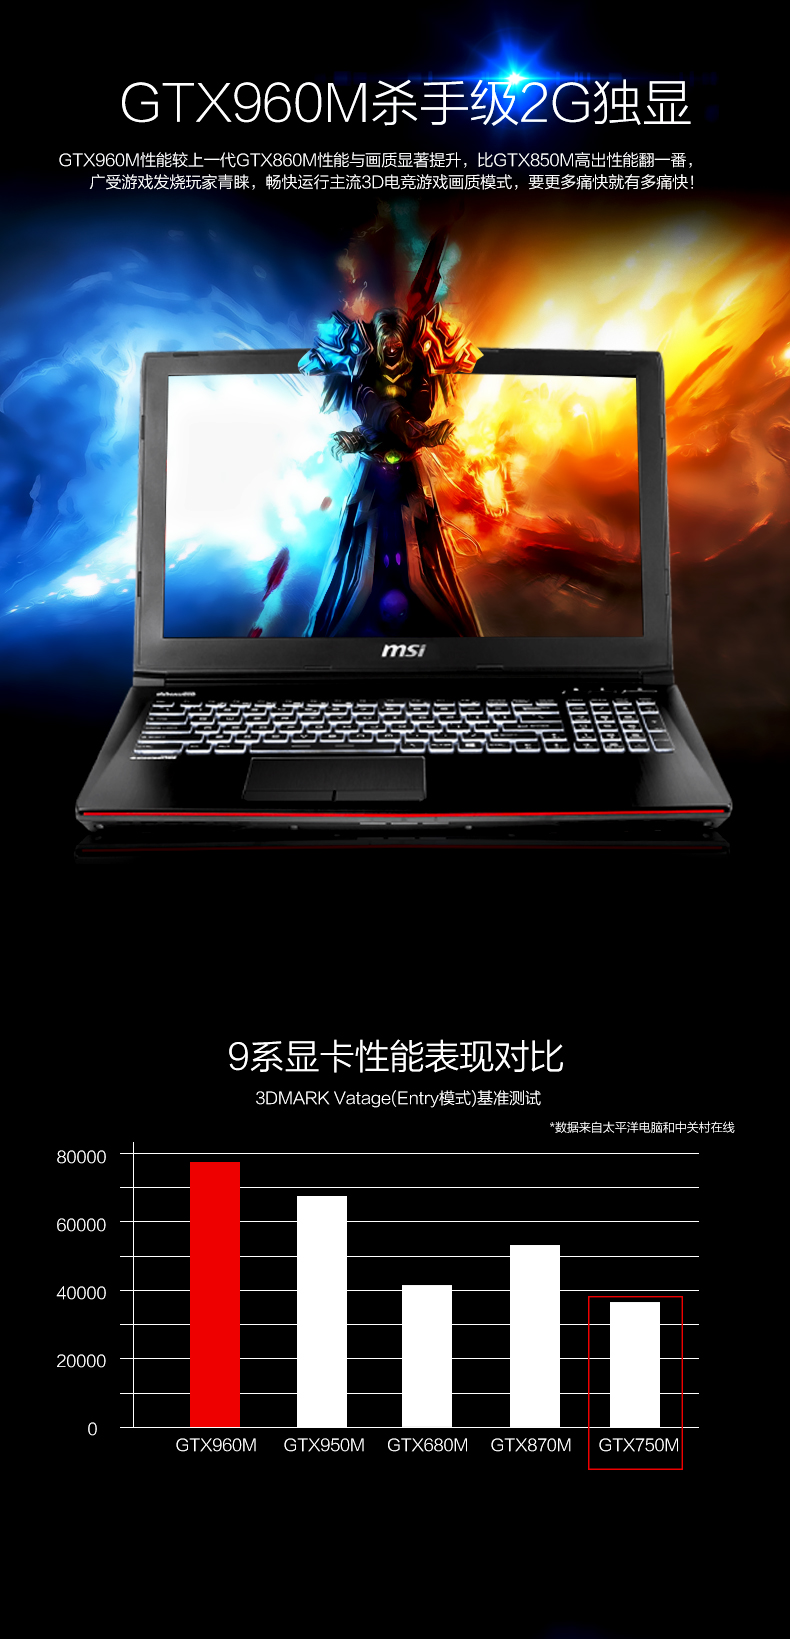 GTX960M杀手级2G独显
GTX960M性能较上一代GTX860M性能与画质显著提升，比GTX850M高出性能翻一番，
广受游戏发烧玩家青睐，畅快运行主流3D电竞游戏画质模式，要更多痛快就有多痛快！
msi
9系显卡性能表现对比
3DMARK Vatage(Entry模式)基准测试
*数据来自太平洋电脑和中关村在线
80000
60000
40000
20000
0
GTX960M GTX950M GTX680M GTX870M GTX750M